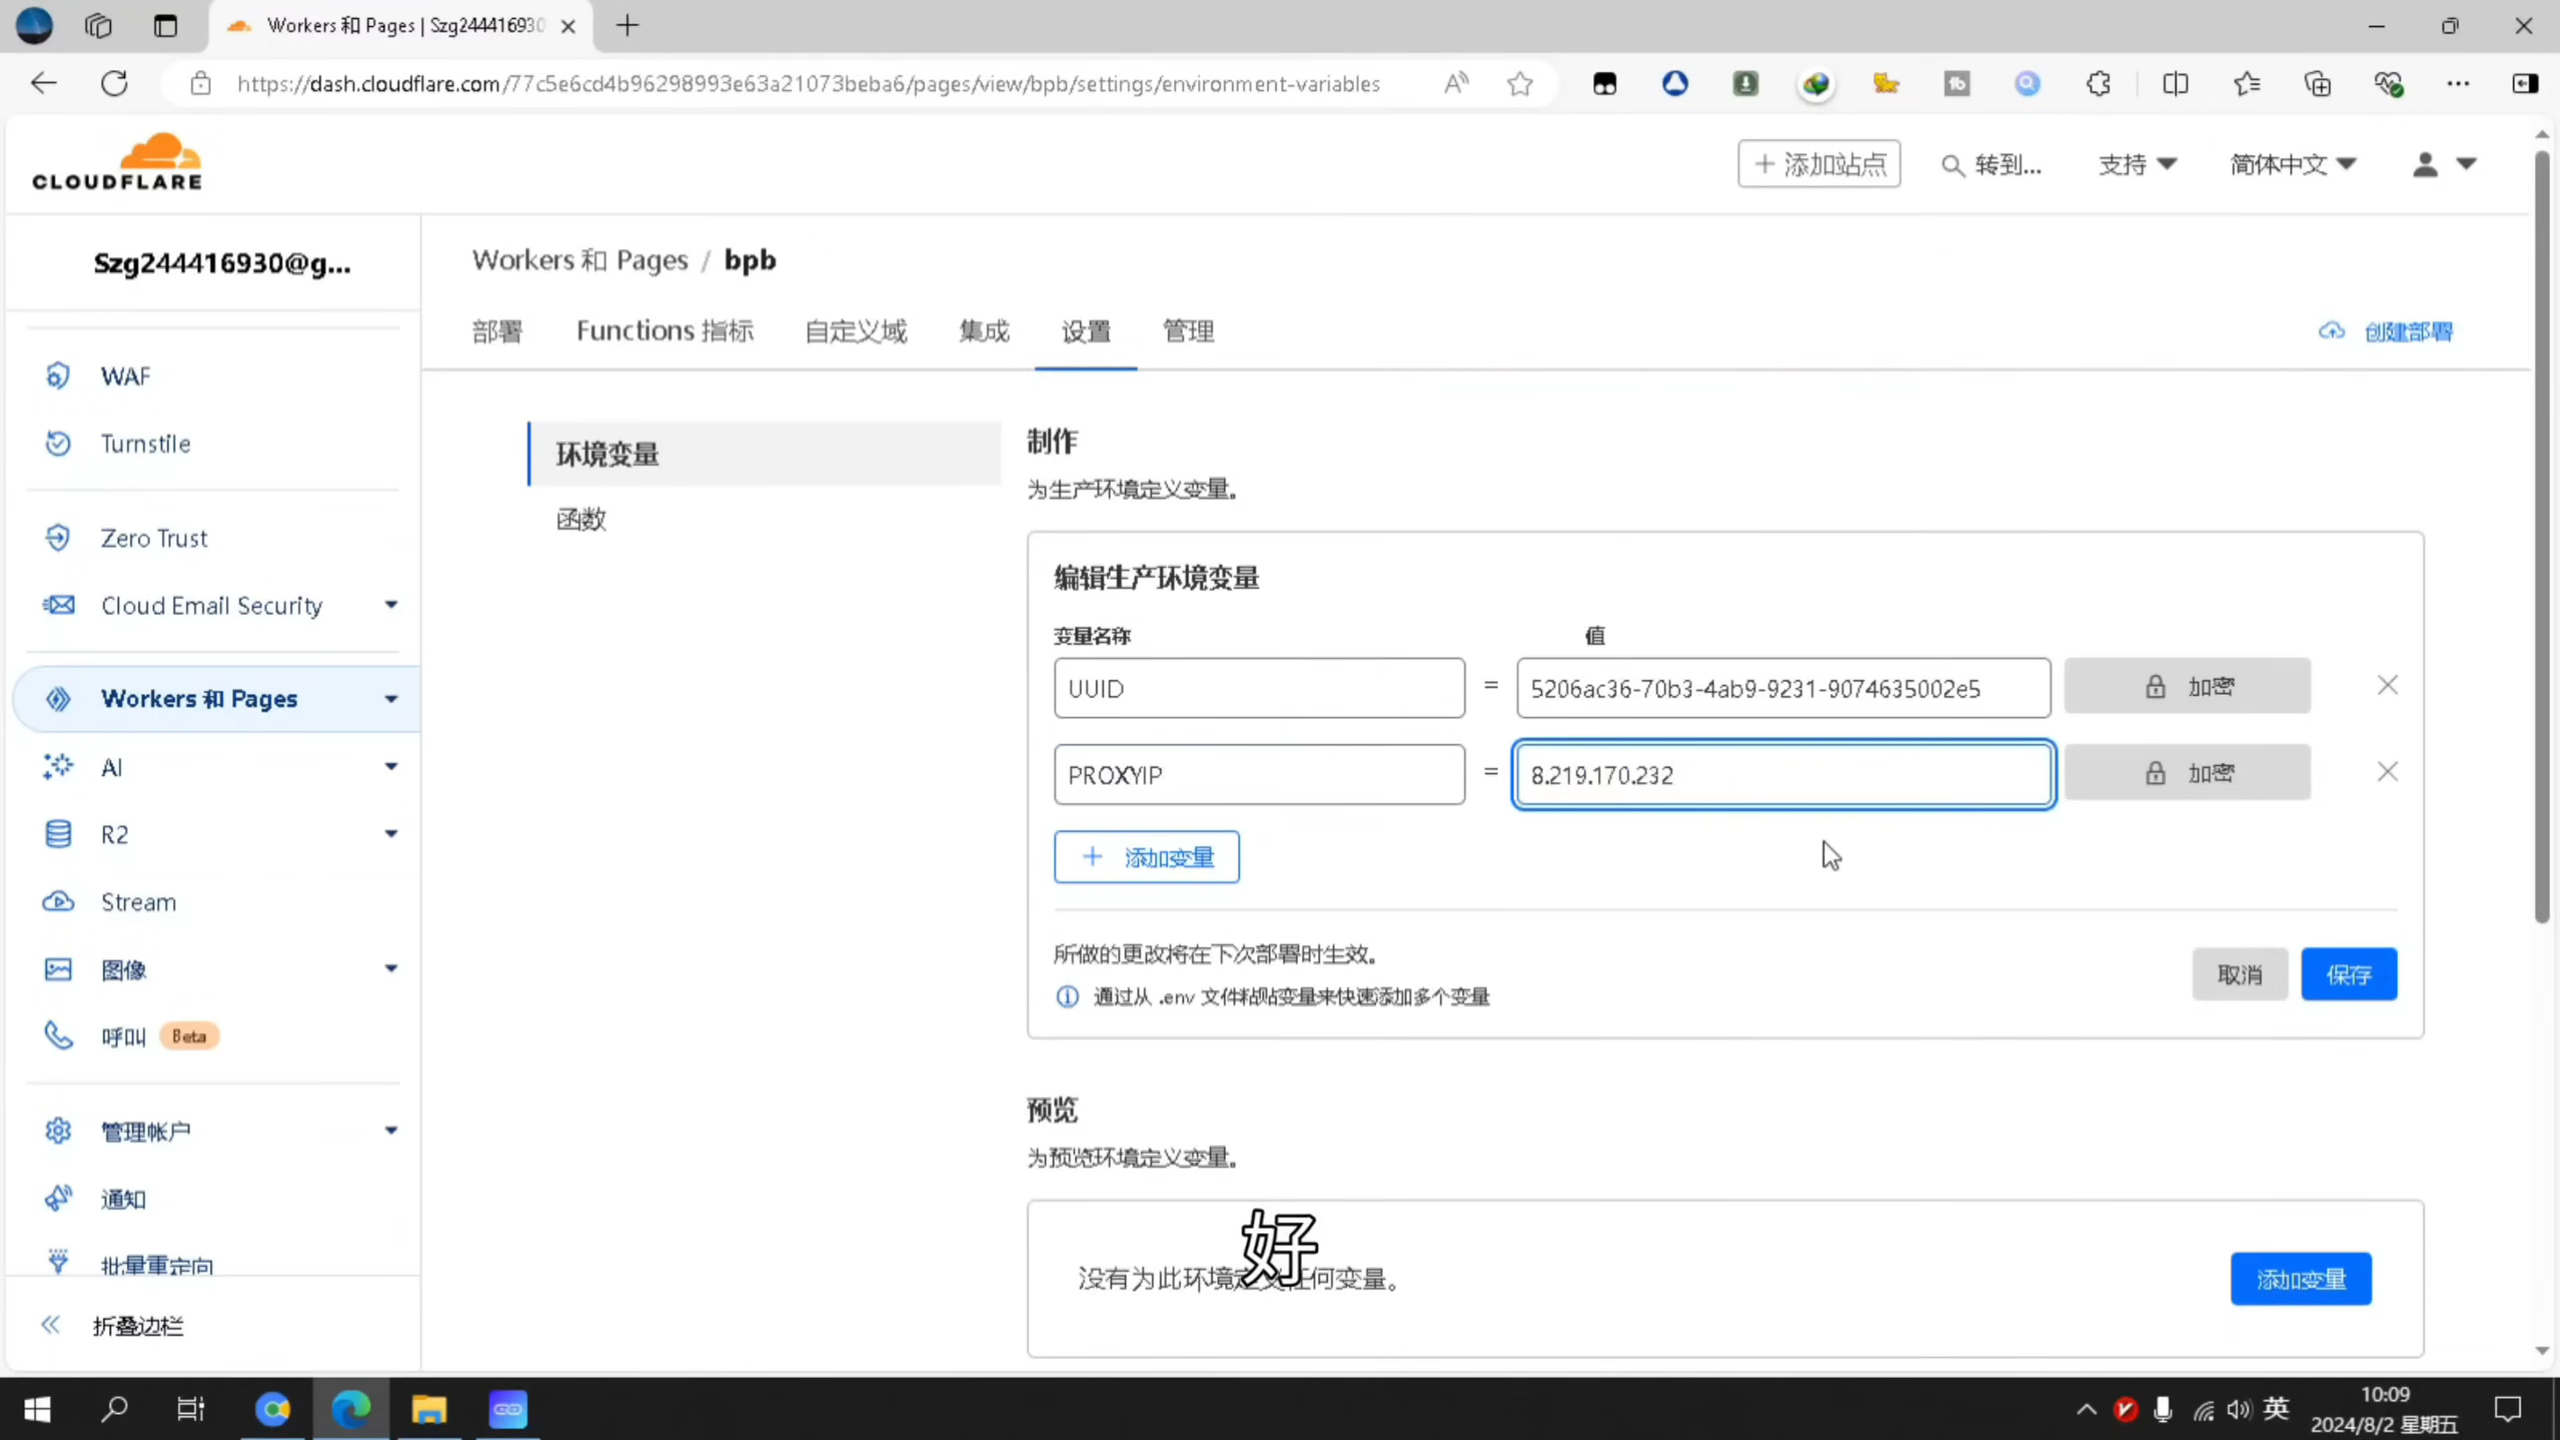 Workers 和 Pages | Szg244416930
https://dash.cloudflare.com/77c5e6cd4b96298993e63a21073beba6/pages/view/bpb/settings/environment-variables
CLOUDFLARE
+ 添加站点
转到...
支持
简体中文
Szg244416930@g...
WAF
Turnstile
Zero Trust
Cloud Email Security
Workers 和 Pages
AI
R2
Stream
图像
呼叫 Beta
管理帐户
通知
批量重定向
折叠边栏
Workers 和 Pages / bpb
部署
Functions 指标
自定义域
集成
设置
管理
创建部署
环境变量
函数
制作
为生产环境定义变量。
编辑生产环境变量
变量名称
值
UUID = 5206ac36-70b3-4ab9-9231-9074635002e5 加密
PROXYIP = 8.219.170.232 加密
+ 添加变量
所做的更改将在下次部署时生效。
通过从 .env 文件粘贴变量来快速添加多个变量
取消
保存
预览
为预览环境定义变量。
没有为此环境定义任何变量。
添加变量
好
英
10:09
2024/8/2 星期五